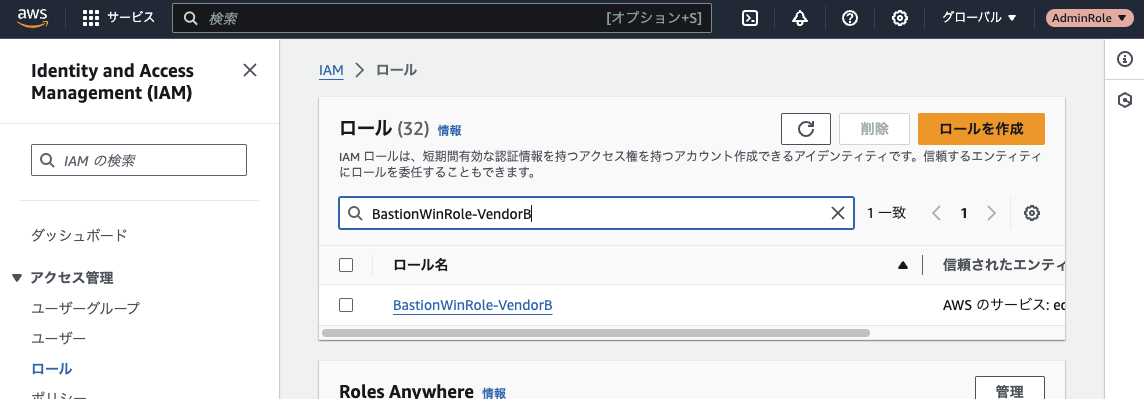 aws
サービス
検索
[オプション+S]
グローバル
AdminRole
Identity and Access
Management (IAM)
IAM の検索
ダッシュボード
アクセス管理
ユーザーグループ
ユーザー
ロール
ポリシー
IAM
ロール
ロール (32) 情報
削除
ロールを作成
IAM ロールは、短期間有効な認証情報を持つアクセス権を持つアカウント作成できるアイデンティティです。信頼するエンティティ
にロールを委任することもできます。
BastionWinRole-VendorB
1 一致
1
ロール名
信頼されたエンティ
BastionWinRole-VendorB
AWS のサービス: ec
Roles Anywhere 情報
管理